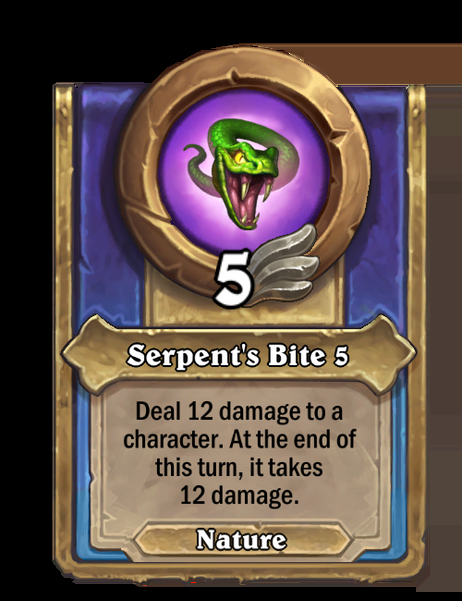 5
Serpent's Bite 5
Deal 12 damage to a
character. At the end of
this turn, it takes
12 damage.
Nature